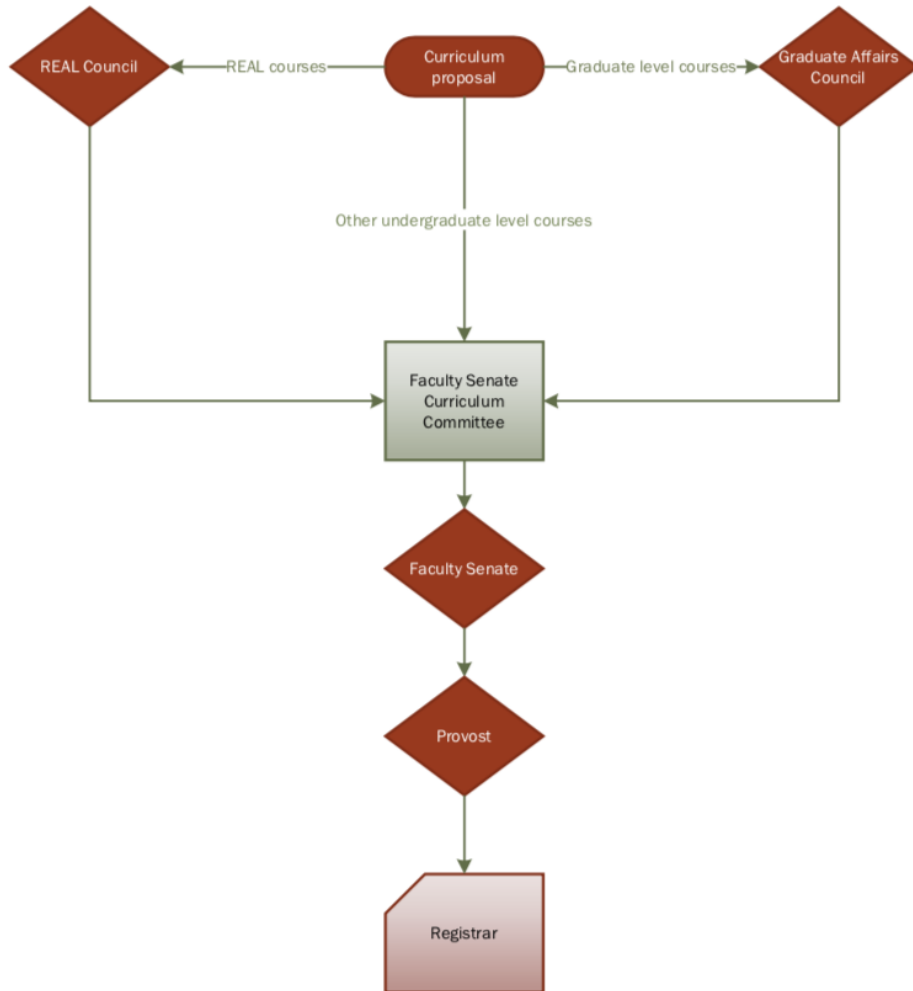 REAL Council
REAL courses
Curriculum
proposal
Graduate level courses
Graduate Affairs
Council
Other undergraduate level courses
Faculty Senate
Curriculum
Committee
Faculty Senate
Provost
Registrar